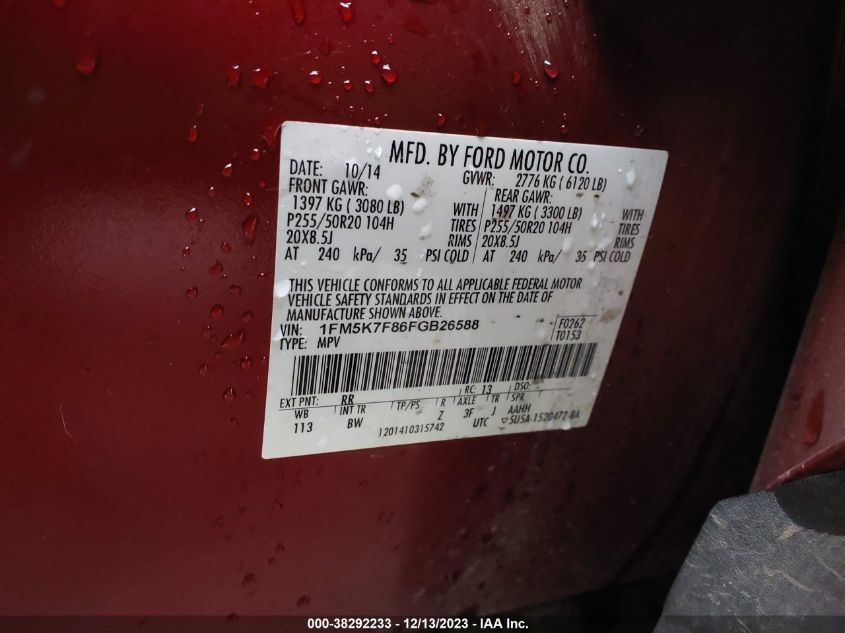 MFD. BY FORD MOTOR CO.
DATE: 10/14 GVWR: 2776 KG ( 6120 LB)
FRONT GAWR: REAR GAWR:
1397 KG ( 3080 LB) WITH 1497 KG ( 3300 LB) WITH
P255/50R20 104H TIRES P255/50R20 104H TIRES
20X8.5J RIMS 20X8.5J RIMS
AT 240 kPa/ 35 PSI COLD AT 240 kPa/ 35 PSI COLD
THIS VEHICLE CONFORMS TO ALL APPLICABLE FEDERAL MOTOR
VEHICLE SAFETY STANDARDS IN EFFECT ON THE DATE OF
MANUFACTURE SHOWN ABOVE.
VIN: 1FM5K7F86FGB26588 F0262
TYPE: MPV T0153
EXT PNT: RR RC: 13 DSO:
WB INT TR TP/PS R AXLE TR SPR
113 BW Z 3F J AAHH
1201410315742 UTC ▽5U5A-1520472-BA
000-38292233 - 12/13/2023 - IAA Inc.